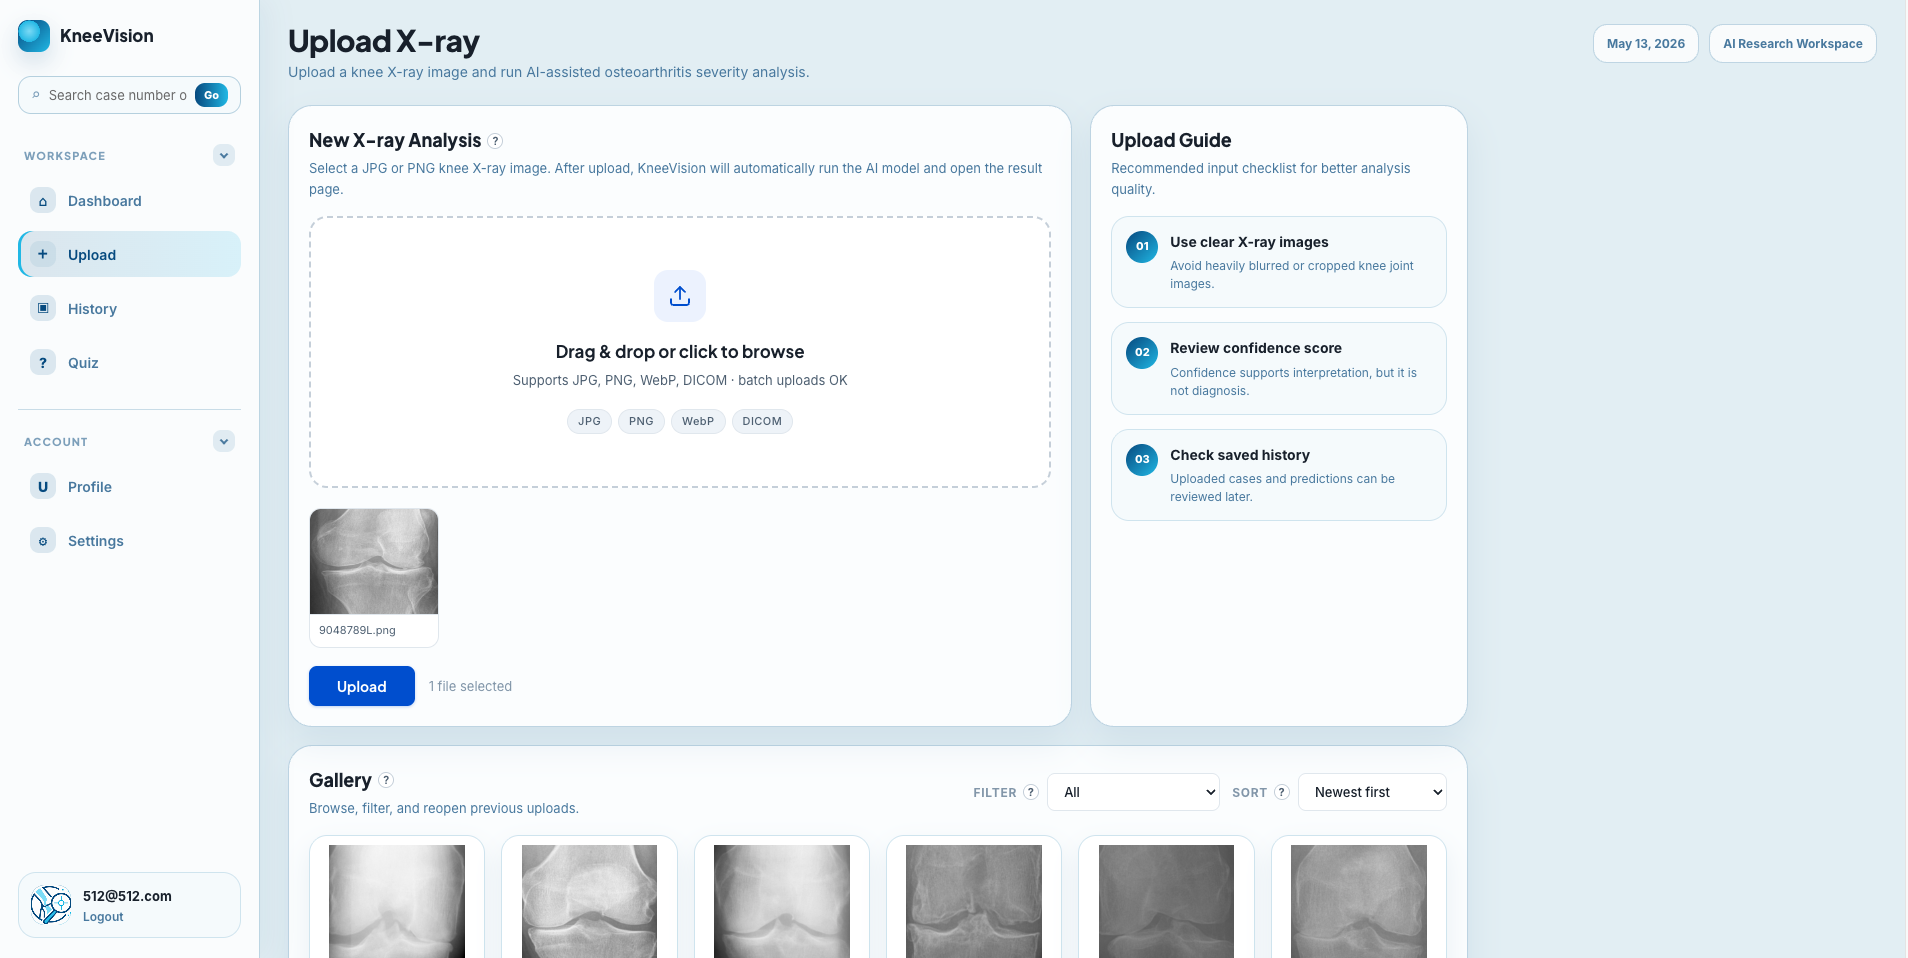 KneeVision
Search case number o
Go
WORKSPACE
Dashboard
+ Upload
History
? Quiz
ACCOUNT
U Profile
Settings
512@512.com
Logout
Upload X-ray
Upload a knee X-ray image and run AI-assisted osteoarthritis severity analysis.
May 13, 2026
AI Research Workspace
New X-ray Analysis ?
Select a JPG or PNG knee X-ray image. After upload, KneeVision will automatically run the AI model and open the result
page.
Drag & drop or click to browse
Supports JPG, PNG, WebP, DICOM · batch uploads OK
JPG PNG WebP DICOM
9048789L.png
Upload 1 file selected
Upload Guide
Recommended input checklist for better analysis
quality.
01 Use clear X-ray images
Avoid heavily blurred or cropped knee joint
images.
02 Review confidence score
Confidence supports interpretation, but it is
not diagnosis.
03 Check saved history
Uploaded cases and predictions can be
reviewed later.
Gallery ?
Browse, filter, and reopen previous uploads.
FILTER ? All SORT ? Newest first